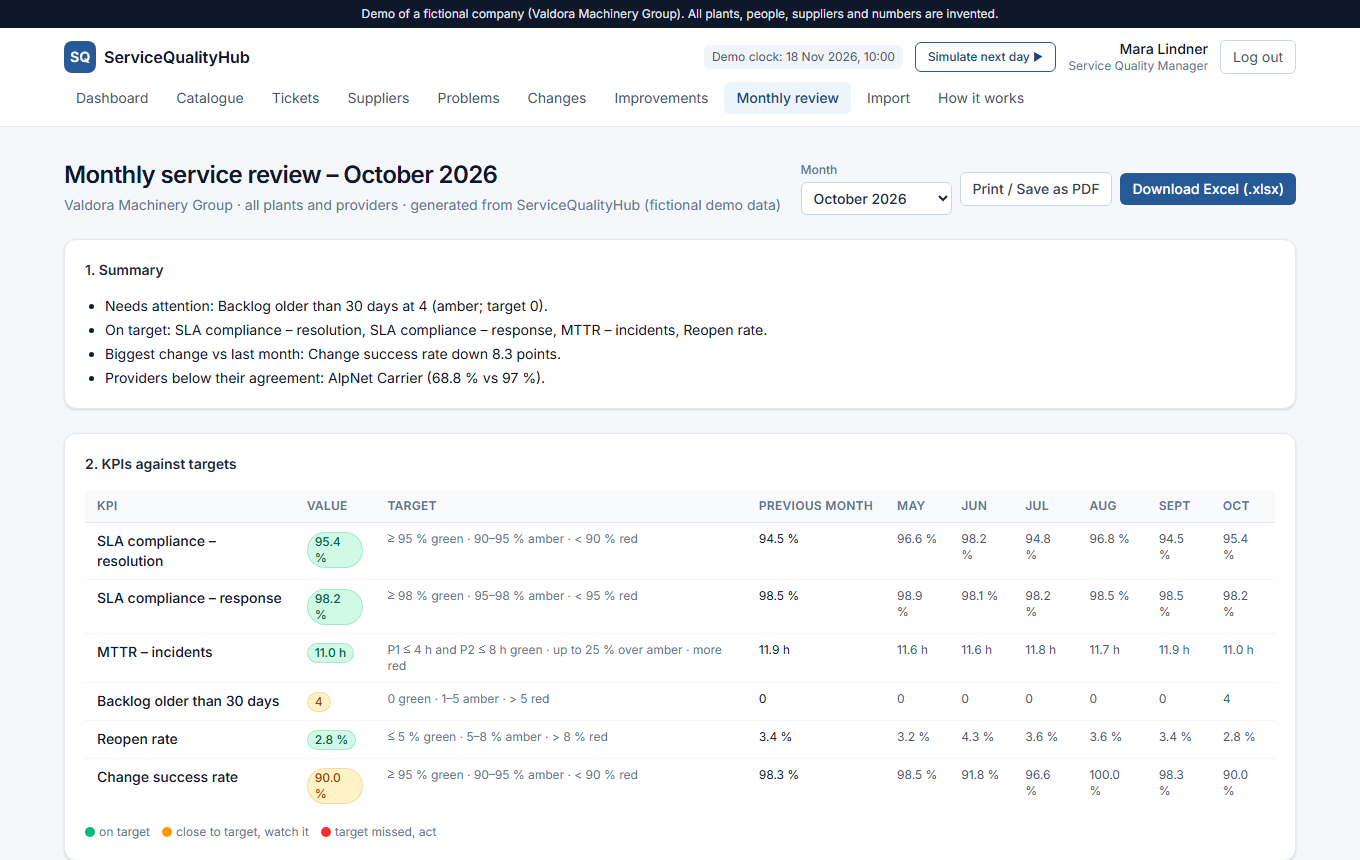 Demo of a fictional company (Valdora Machinery Group). All plants, people, suppliers and numbers are invented.
SQ ServiceQualityHub
Demo clock: 18 Nov 2026, 10:00
Simulate next day ▶
Mara Lindner
Service Quality Manager
Log out
Dashboard Catalogue Tickets Suppliers Problems Changes Improvements Monthly review Import How it works
Monthly service review – October 2026
Valdora Machinery Group · all plants and providers · generated from ServiceQualityHub (fictional demo data)
Month
October 2026
Print / Save as PDF
Download Excel (.xlsx)
1. Summary
• Needs attention: Backlog older than 30 days at 4 (amber; target 0).
• On target: SLA compliance – resolution, SLA compliance – response, MTTR – incidents, Reopen rate.
• Biggest change vs last month: Change success rate down 8.3 points.
• Providers below their agreement: AlpNet Carrier (68.8 % vs 97 %).
2. KPIs against targets
KPI VALUE TARGET PREVIOUS MONTH MAY JUN JUL AUG SEPT OCT
SLA compliance – resolution 95.4 % ≥ 95 % green · 90–95 % amber · < 90 % red 94.5 % 96.6 % 98.2 % 94.8 % 96.8 % 94.5 % 95.4 %
SLA compliance – response 98.2 % ≥ 98 % green · 95–98 % amber · < 95 % red 98.5 % 98.9 % 98.1 % 98.2 % 98.5 % 98.5 % 98.2 %
MTTR – incidents 11.0 h P1 ≤ 4 h and P2 ≤ 8 h green · up to 25 % over amber · more red 11.9 h 11.6 h 11.6 h 11.8 h 11.7 h 11.9 h 11.0 h
Backlog older than 30 days 4 0 green · 1–5 amber · > 5 red 0 0 0 0 0 0 4
Reopen rate 2.8 % ≤ 5 % green · 5–8 % amber · > 8 % red 3.4 % 3.2 % 4.3 % 3.6 % 3.6 % 3.4 % 2.8 %
Change success rate 90.0 % ≥ 95 % green · 90–95 % amber · < 90 % red 98.3 % 98.5 % 91.8 % 96.6 % 100.0 % 98.3 % 90.0 %
on target close to target, watch it target missed, act